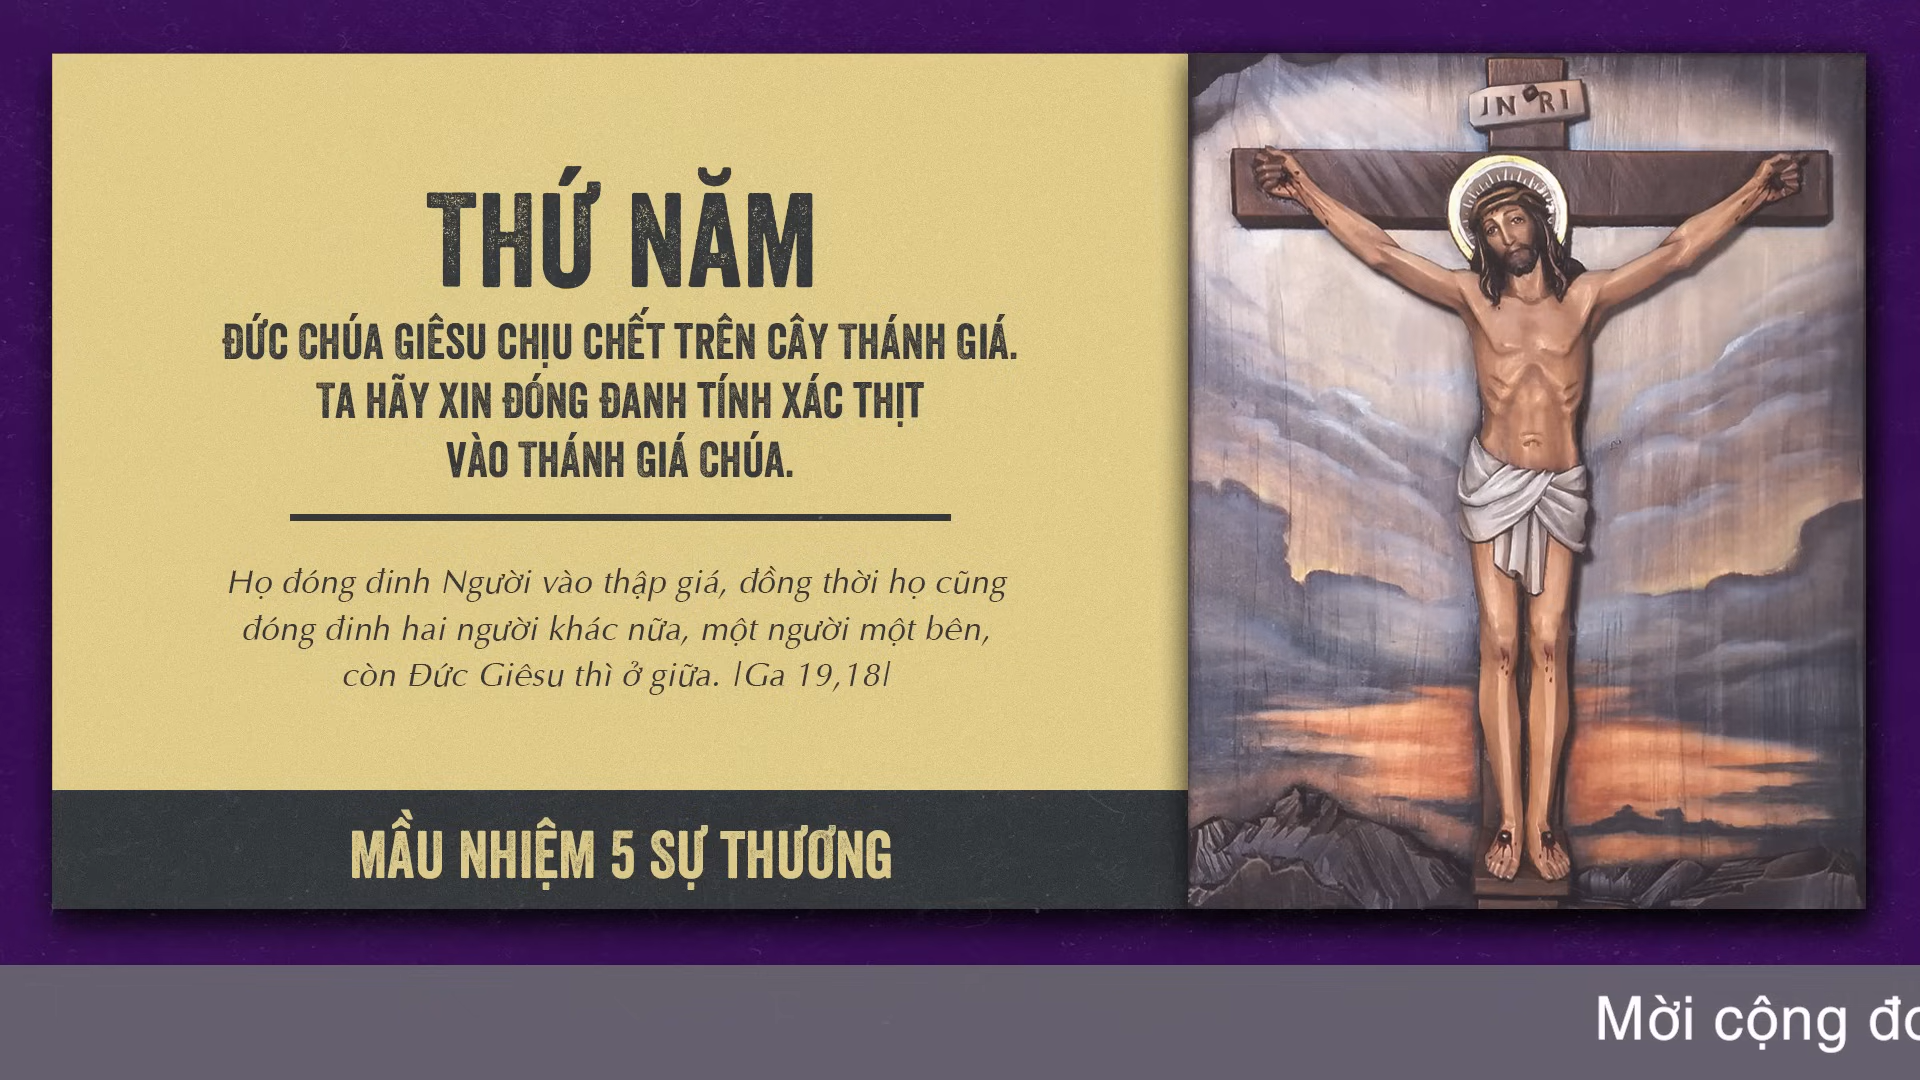 THỨ NĂM
ĐỨC CHÚA GIÊSU CHỊU CHẾT TRÊN CÂY THÁNH GIÁ.
TA HÃY XIN ĐÓNG ĐANH TÍNH XÁC THỊT
VÀO THÁNH GIÁ CHÚA.
Họ đóng đinh Người vào thập giá, đồng thời họ cũng
đóng đinh hai người khác nữa, một người một bên,
còn Đức Giêsu thì ở giữa. |Ga 19,18|
MẦU NHIỆM 5 SỰ THƯƠNG
INRI
Mời cộng